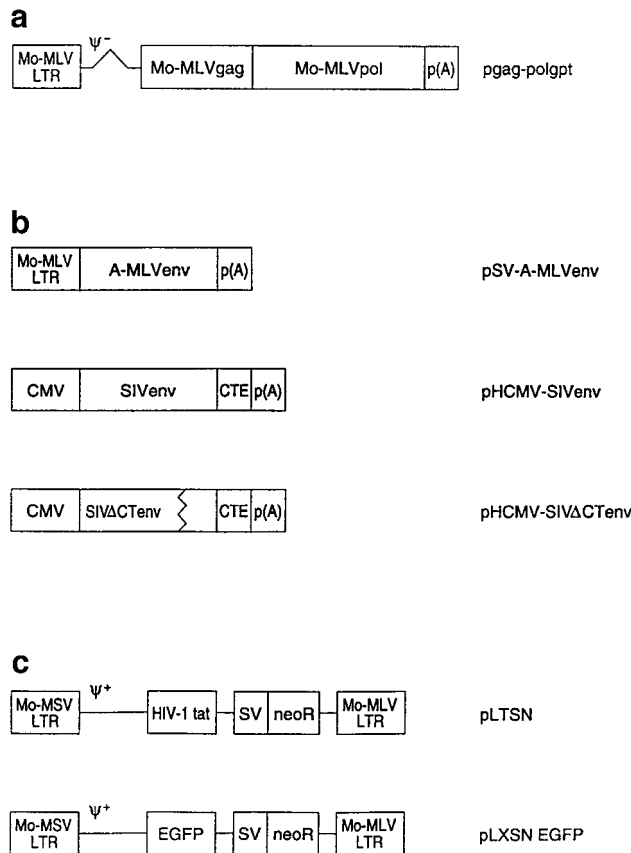 a
Ψ-
Mo-MLV LTR Mo-MLVgag Mo-MLVpol p(A) pgag-polgpt
b
Mo-MLV LTR A-MLVenv p(A) pSV-A-MLVenv
CMV SIVenv CTE p(A) pHCMV-SIVenv
CMV SIVΔCTenv CTE p(A) pHCMV-SIVΔCTenv
c
Ψ+
Mo-MSV LTR HIV-1 tat SV neoR Mo-MLV LTR pLTSN
Ψ+
Mo-MSV LTR EGFP SV neoR Mo-MLV LTR pLXSN EGFP